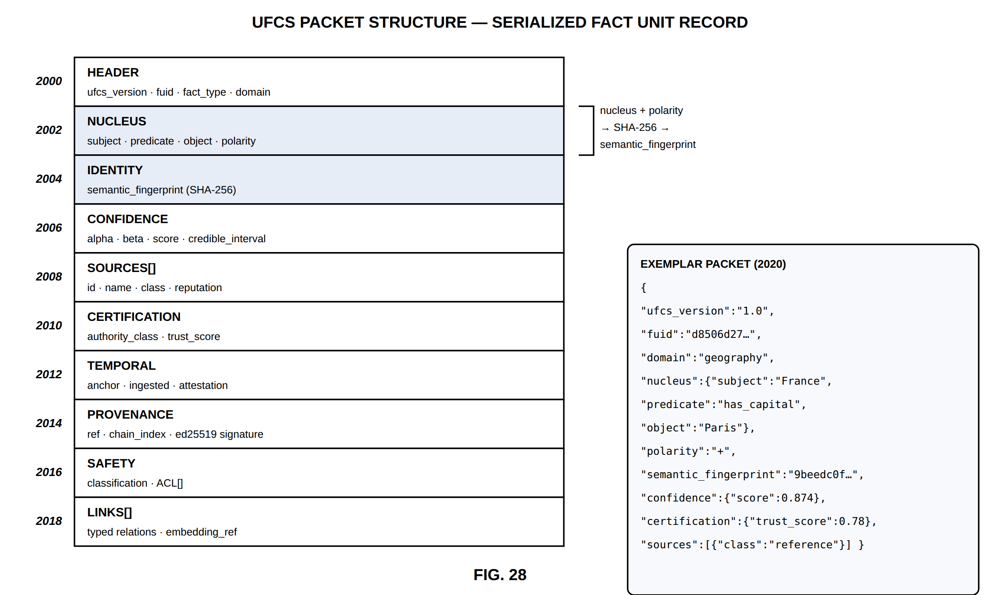 UFCS PACKET STRUCTURE — SERIALIZED FACT UNIT RECORD
2000
HEADER
ufcs_version · fuid · fact_type · domain
2002
NUCLEUS
subject · predicate · object · polarity
nucleus + polarity
→ SHA-256 →
semantic_fingerprint
2004
IDENTITY
semantic_fingerprint (SHA-256)
2006
CONFIDENCE
alpha · beta · score · credible_interval
2008
SOURCES[]
id · name · class · reputation
2010
CERTIFICATION
authority_class · trust_score
2012
TEMPORAL
anchor · ingested · attestation
2014
PROVENANCE
ref · chain_index · ed25519 signature
2016
SAFETY
classification · ACL[]
2018
LINKS[]
typed relations · embedding_ref
EXEMPLAR PACKET (2020)
{
"ufcs_version":"1.0",
"fuid":"d8506d27…",
"domain":"geography",
"nucleus":{"subject":"France",
"predicate":"has_capital",
"object":"Paris"},
"polarity":"+",
"semantic_fingerprint":"9beedc0f…",
"confidence":{"score":0.874},
"certification":{"trust_score":0.78},
"sources":[{"class":"reference"}] }
FIG. 28